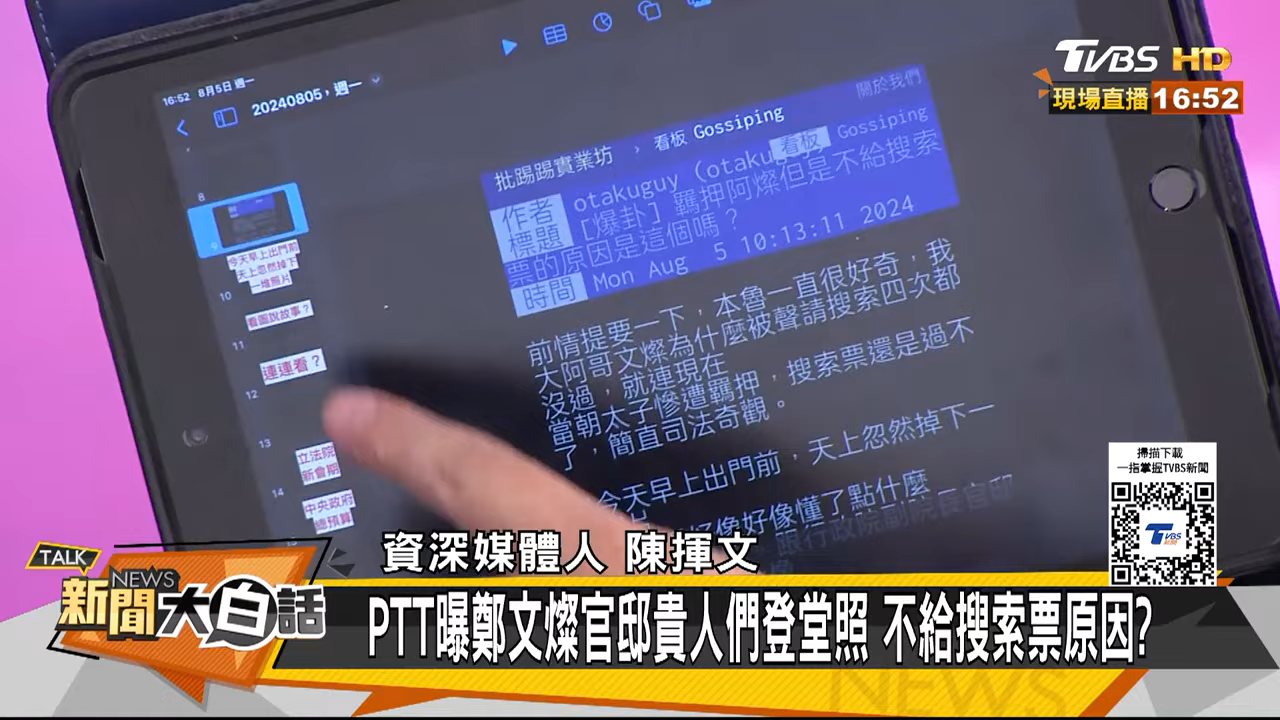 TVBS HD
現場直播 16:52
16:52 8月5日 週一
20240805，週一
8
9
今天早上出門前
天上忽然掉下
一堆照片
10
看圖說故事？
11
連連看？
12
13
立法院
新會期
14
中央政府
總預算
批踢踢實業坊 › 看板 Gossiping
關於我們
作者 otakuguy (otakuguy) 看板 Gossiping
標題 [爆卦] 羈押阿燦但是不給搜索
票的原因是這個嗎？
時間 Mon Aug 5 10:13:11 2024
前情提要一下，本魯一直很好奇，我
大阿哥文燦為什麼被聲請搜索四次都
沒過，就連現在
當朝太子慘遭羈押，搜索票還是過不
了，簡直司法奇觀。
今天早上出門前，天上忽然掉下一
好像好像懂了點什麼
掃描下載
一指掌握TVBS新聞
資深媒體人 陳揮文
TALK
NEWS
新聞大白話
PTT曝鄭文燦官邸貴人們登堂照 不給搜索票原因?
NEWS